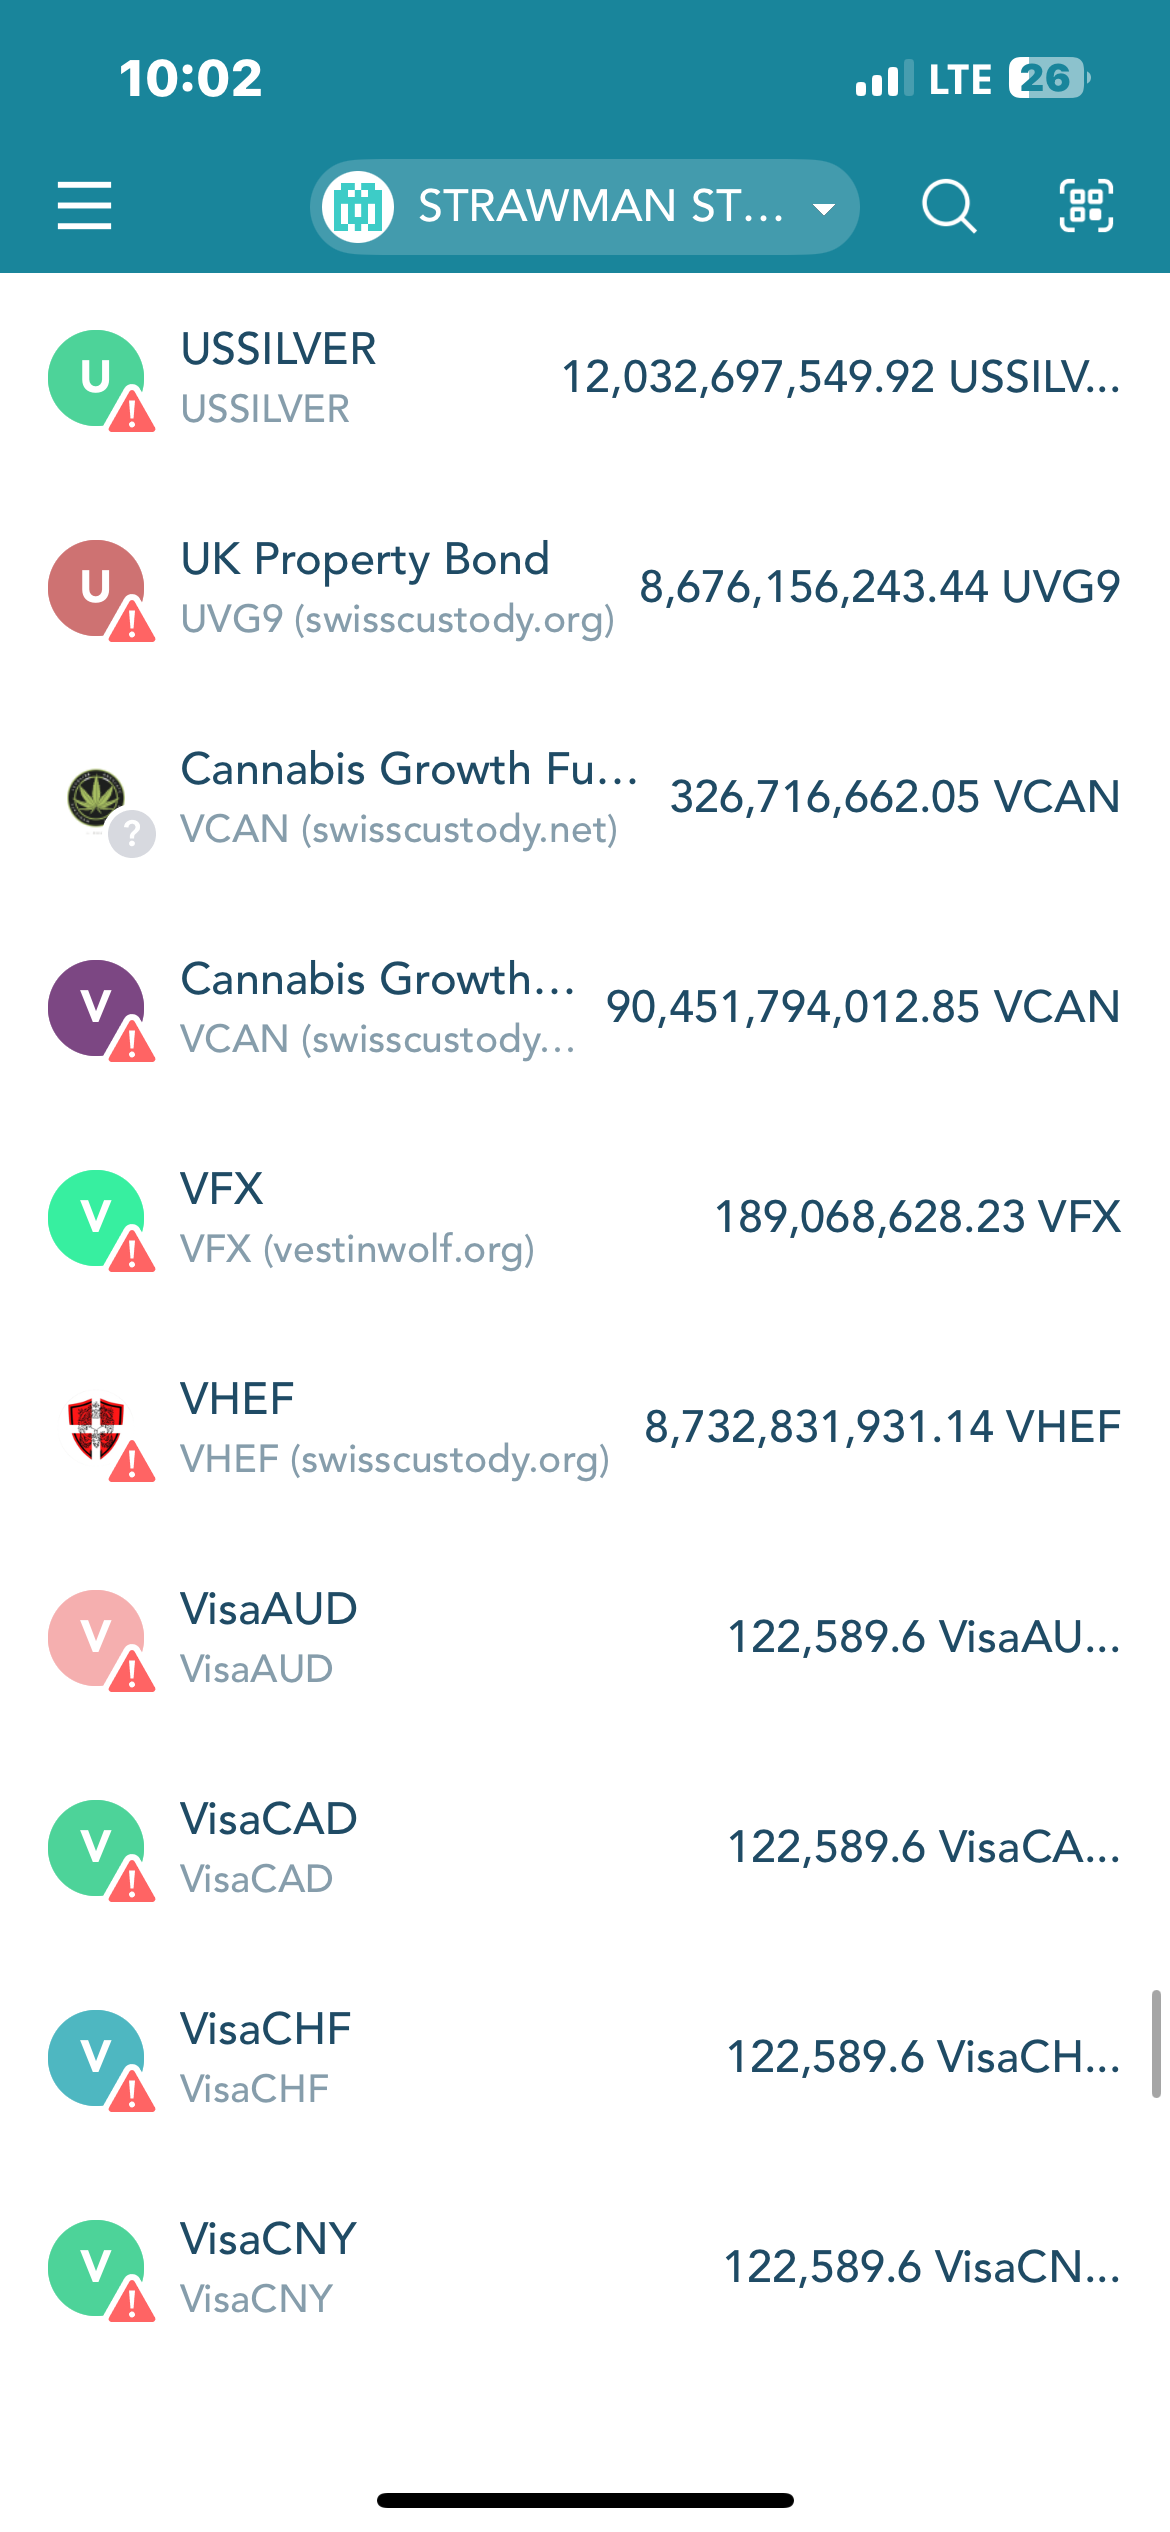 10:02
LTE 26
STRAWMAN ST...
U
USSILVER
12,032,697,549.92 USSILV...
USSILVER
U
UK Property Bond
8,676,156,243.44 UVG9
UVG9 (swisscustody.org)
Cannabis Growth Fu...
326,716,662.05 VCAN
?
VCAN (swisscustody.net)
V
Cannabis Growth...
90,451,794,012.85 VCAN
VCAN (swisscustody...
V
VFX
189,068,628.23 VFX
VFX (vestinwolf.org)
VHEF
8,732,831,931.14 VHEF
VHEF (swisscustody.org)
V
VisaAUD
122,589.6 VisaAU...
VisaAUD
V
VisaCAD
122,589.6 VisaCA...
VisaCAD
V
VisaCHF
122,589.6 VisaCH...
VisaCHF
V
VisaCNY
122,589.6 VisaCN...
VisaCNY